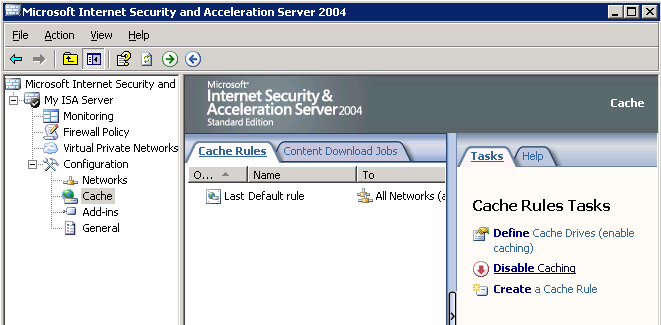 Microsoft Internet Security and Acceleration Server 2004
File Action View Help
Microsoft Internet Security and
My ISA Server
Monitoring
Firewall Policy
Virtual Private Networks
Configuration
Networks
Cache
Add-ins
General
Microsoft
Internet Security &
Acceleration Server2004
Standard Edition
Cache
Cache Rules Content Download Jobs
O... Name To
Last Default rule All Networks (a
Tasks Help
Cache Rules Tasks
Define Cache Drives (enable
caching)
Disable Caching
Create a Cache Rule